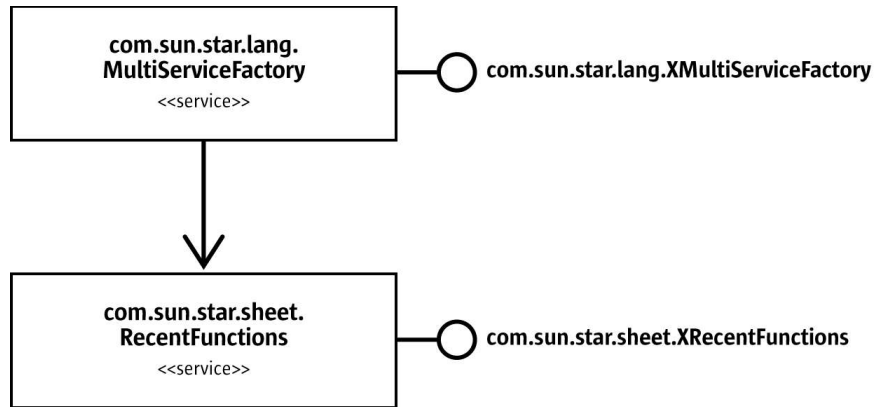 com.sun.star.lang.
MultiServiceFactory
<<service>>
com.sun.star.lang.XMultiServiceFactory
com.sun.star.sheet.
RecentFunctions
<<service>>
com.sun.star.sheet.XRecentFunctions